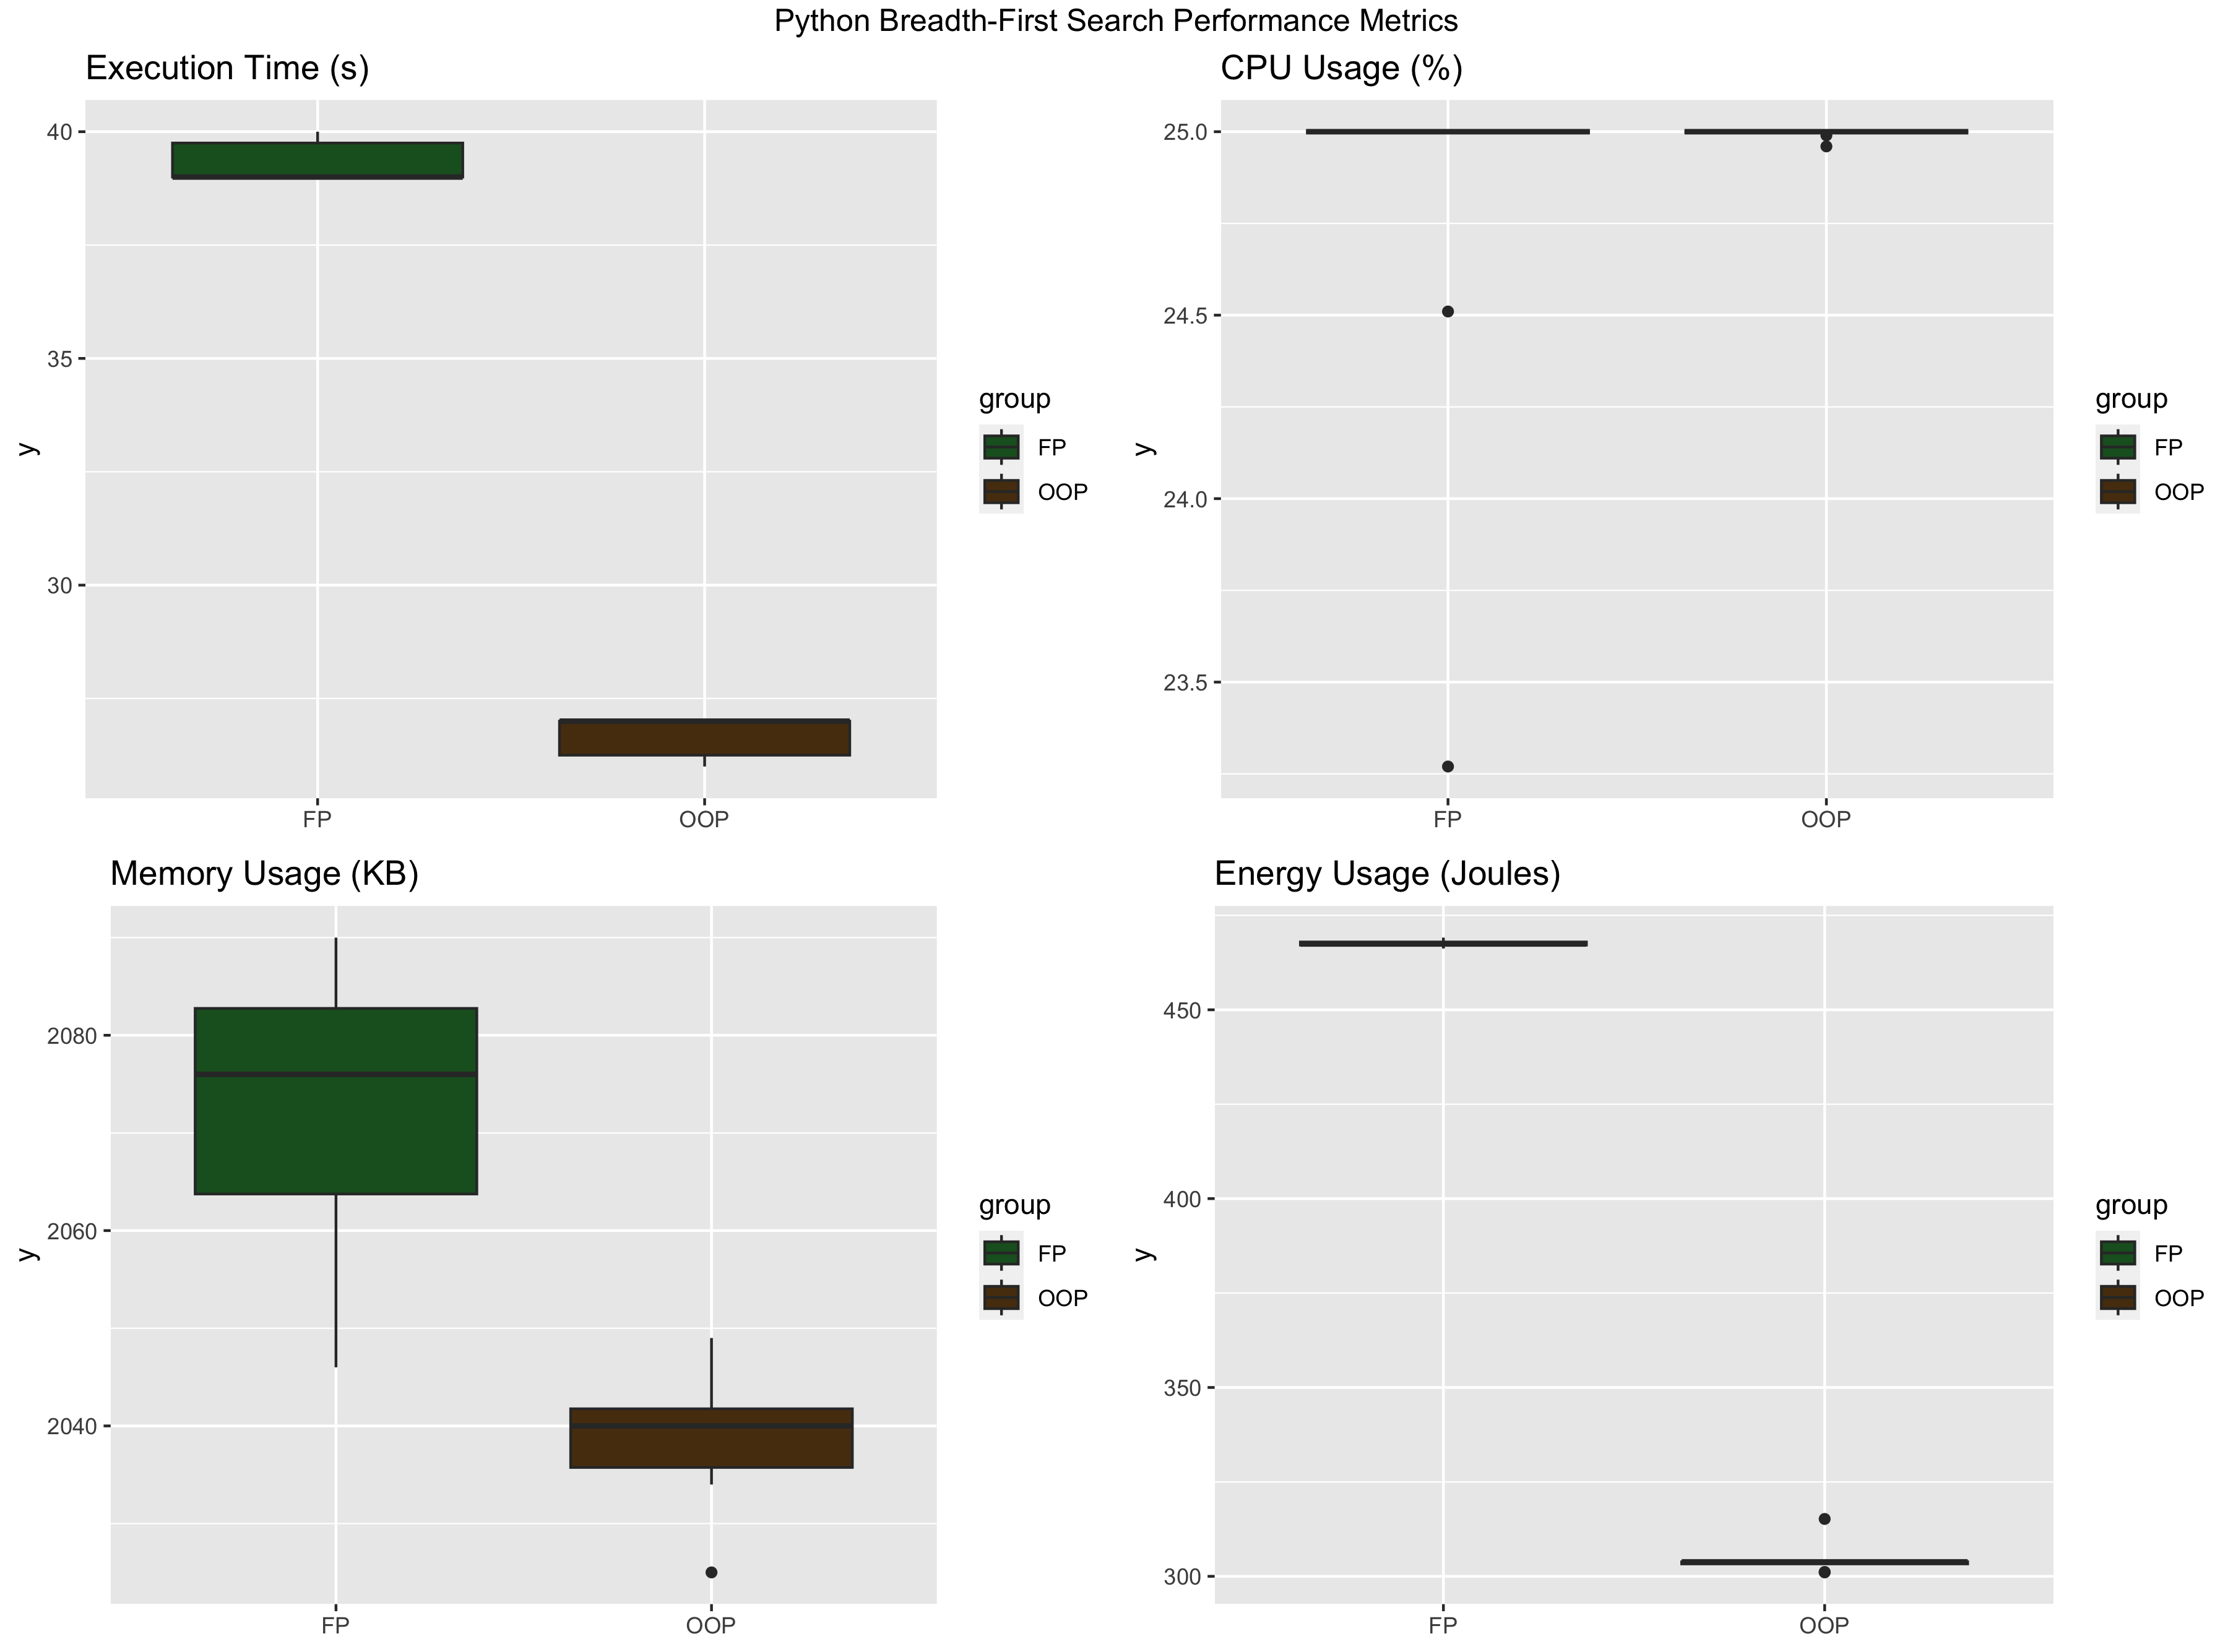 Python Breadth-First Search Performance Metrics
Execution Time (s)
40
35
30
y
FP
OOP
group
FP
OOP
CPU Usage (%)
25.0
24.5
24.0
23.5
y
FP
OOP
group
FP
OOP
Memory Usage (KB)
2080
2060
2040
y
FP
OOP
group
FP
OOP
Energy Usage (Joules)
450
400
350
300
y
FP
OOP
group
FP
OOP